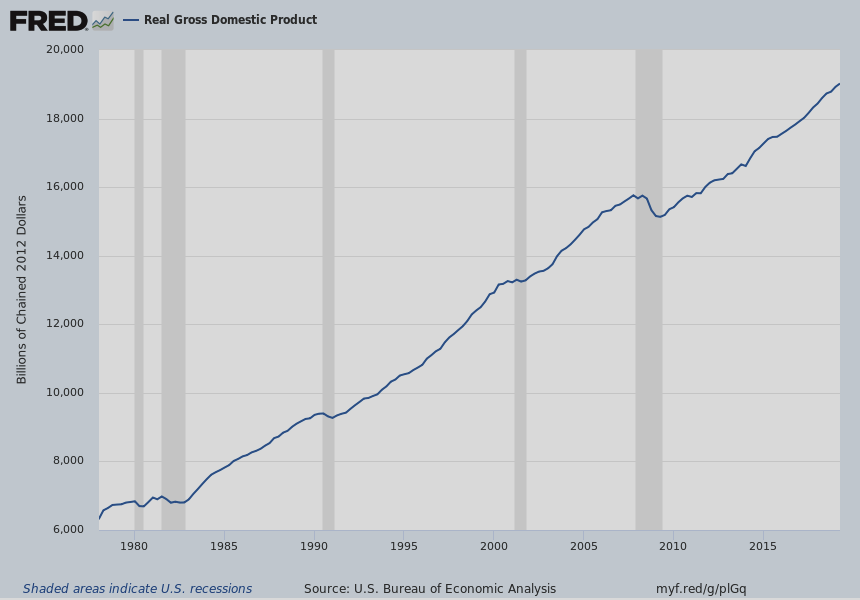 FRED
Real Gross Domestic Product
20,000
18,000
16,000
14,000
12,000
10,000
8,000
6,000
Billions of Chained 2012 Dollars
1980 1985 1990 1995 2000 2005 2010 2015
Shaded areas indicate U.S. recessions Source: U.S. Bureau of Economic Analysis myf.red/g/plGq